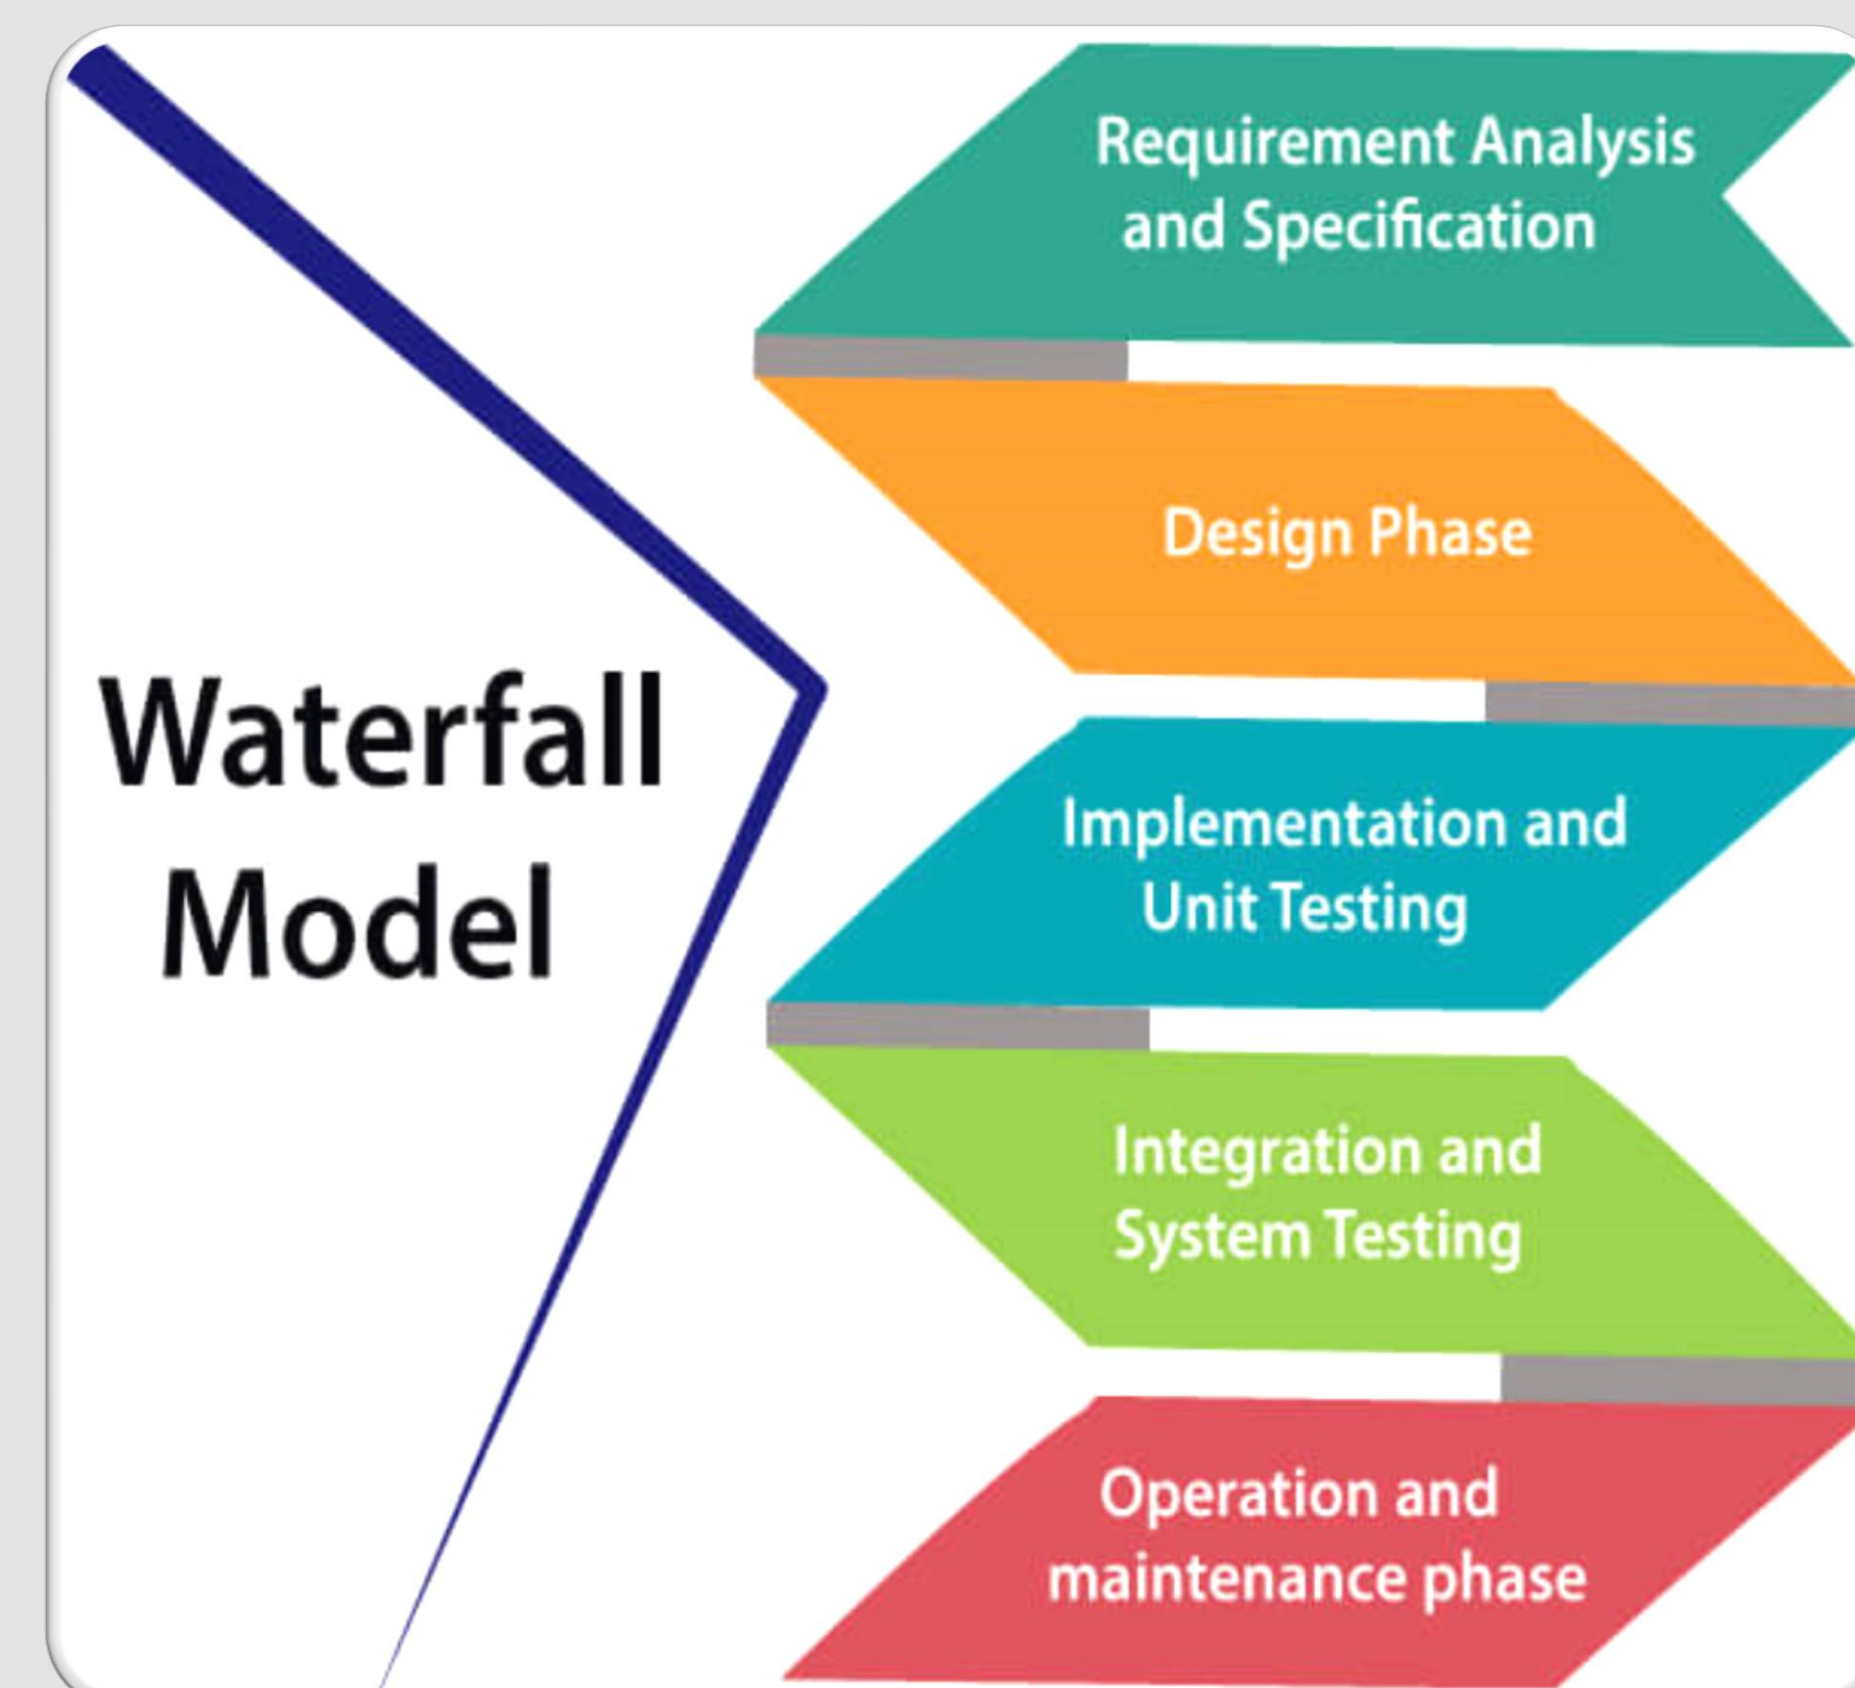 Waterfall
Model
Requirement Analysis
and Specification
Design Phase
Implementation and
Unit Testing
Integration and
System Testing
Operation and
maintenance phase